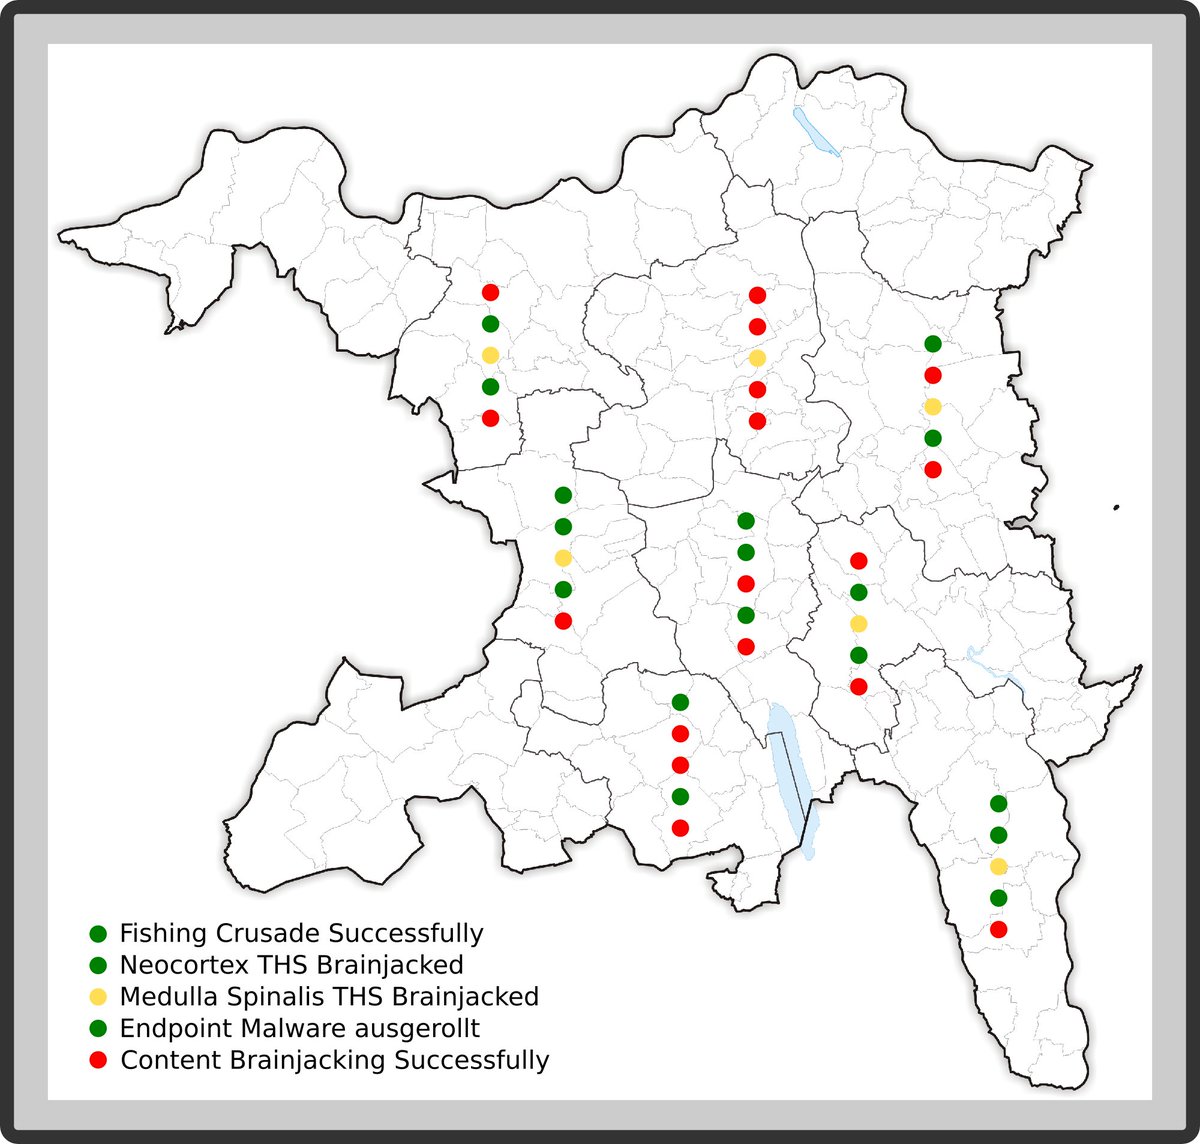 Fishing Crusade Successfully
Neocortex THS Brainjacked
Medulla Spinalis THS Brainjacked
Endpoint Malware ausgerollt
Content Brainjacking Successfully